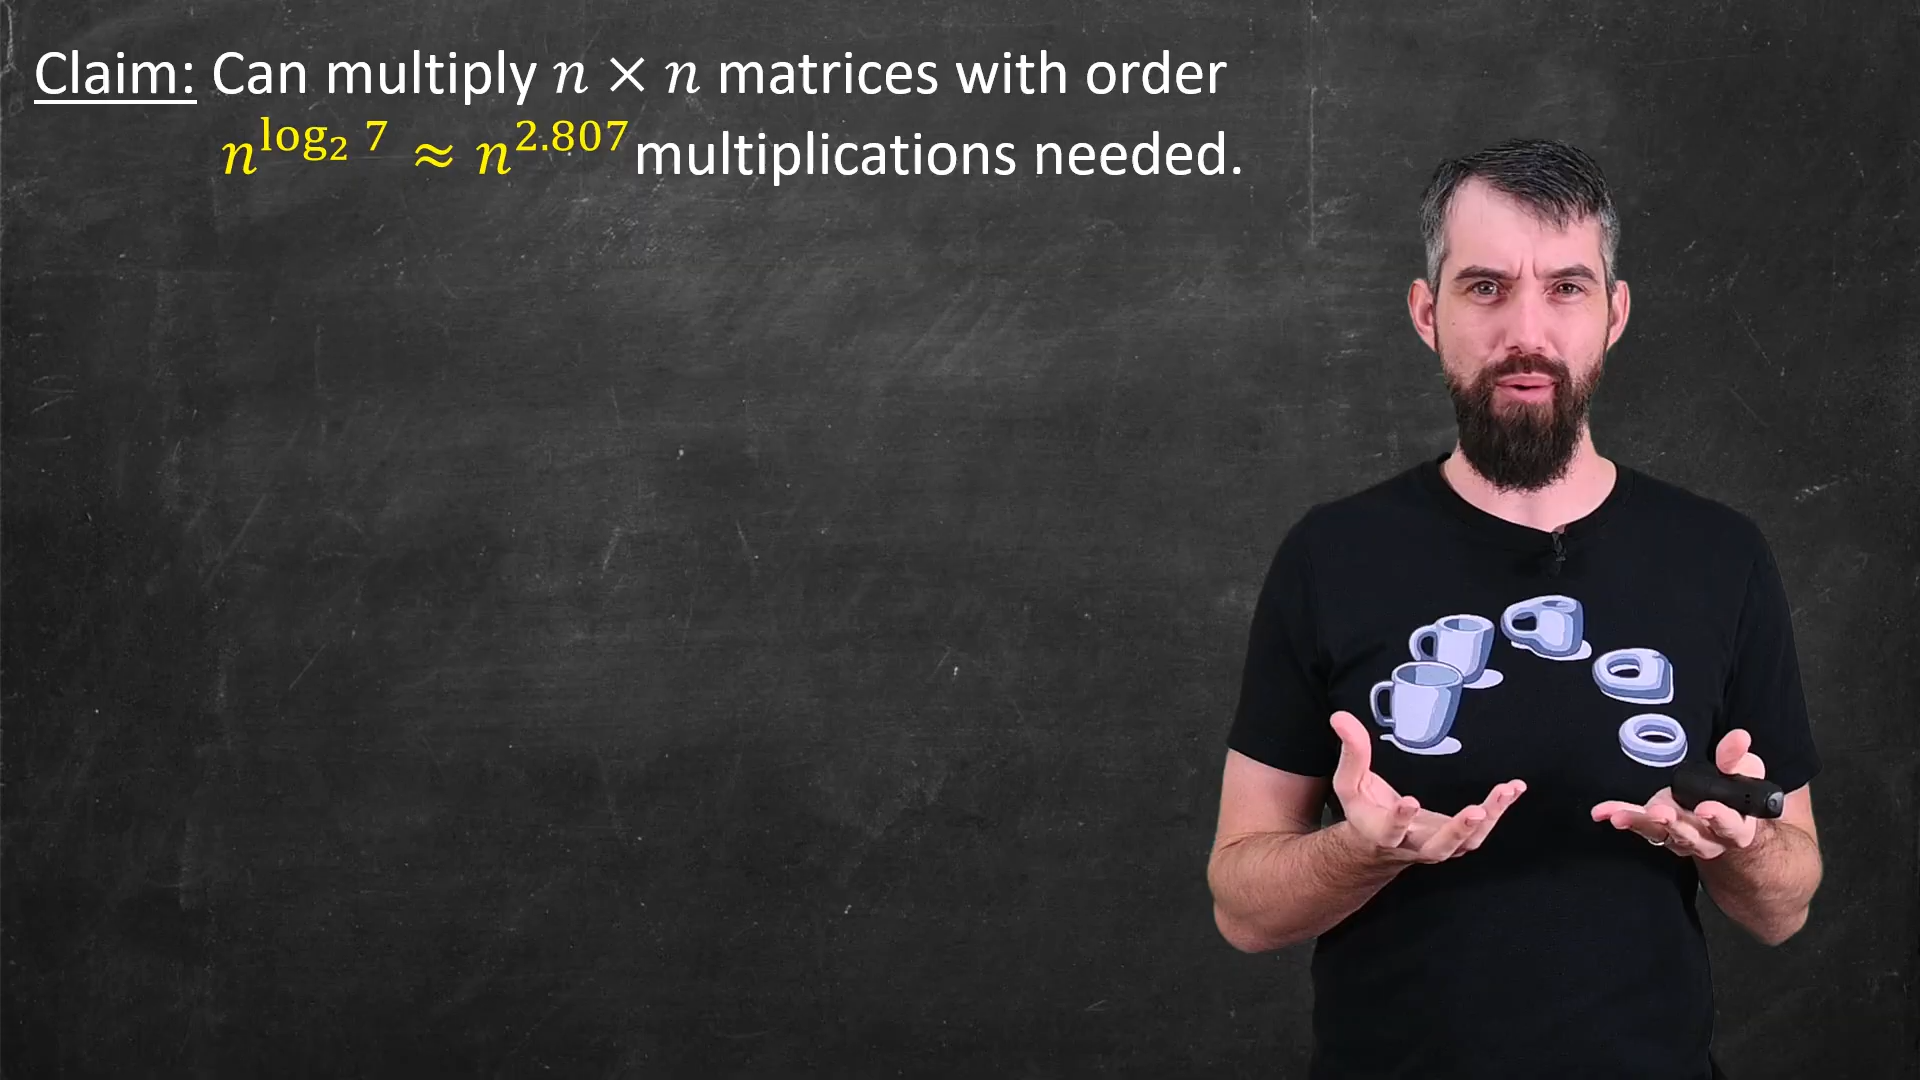 Claim: Can multiply n × n matrices with order
n^{log₂ 7} ≈ n^{2.807} multiplications needed.